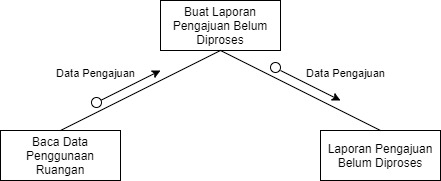 Buat Laporan
Pengajuan Belum
Diproses
Data Pengajuan
Data Pengajuan
Baca Data
Penggunaan
Ruangan
Laporan Pengajuan
Belum Diproses